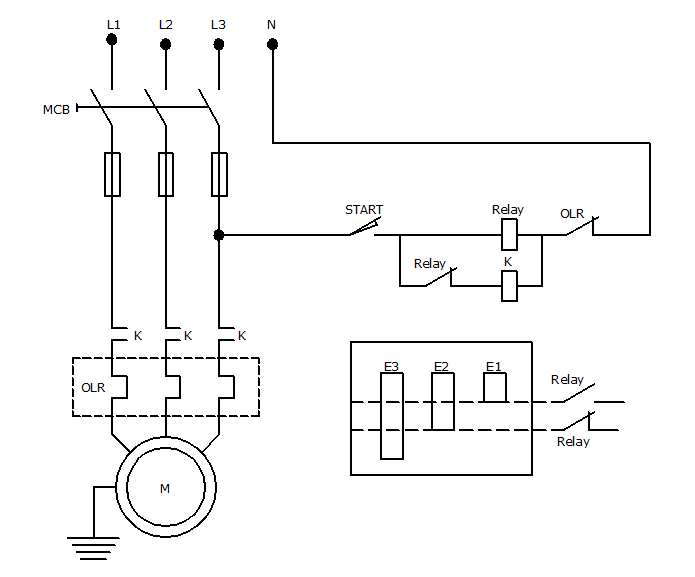 L1 L2 L3 N
MCB
START Relay OLR
Relay K
K K K
OLR
E3 E2 E1
Relay
Relay
M